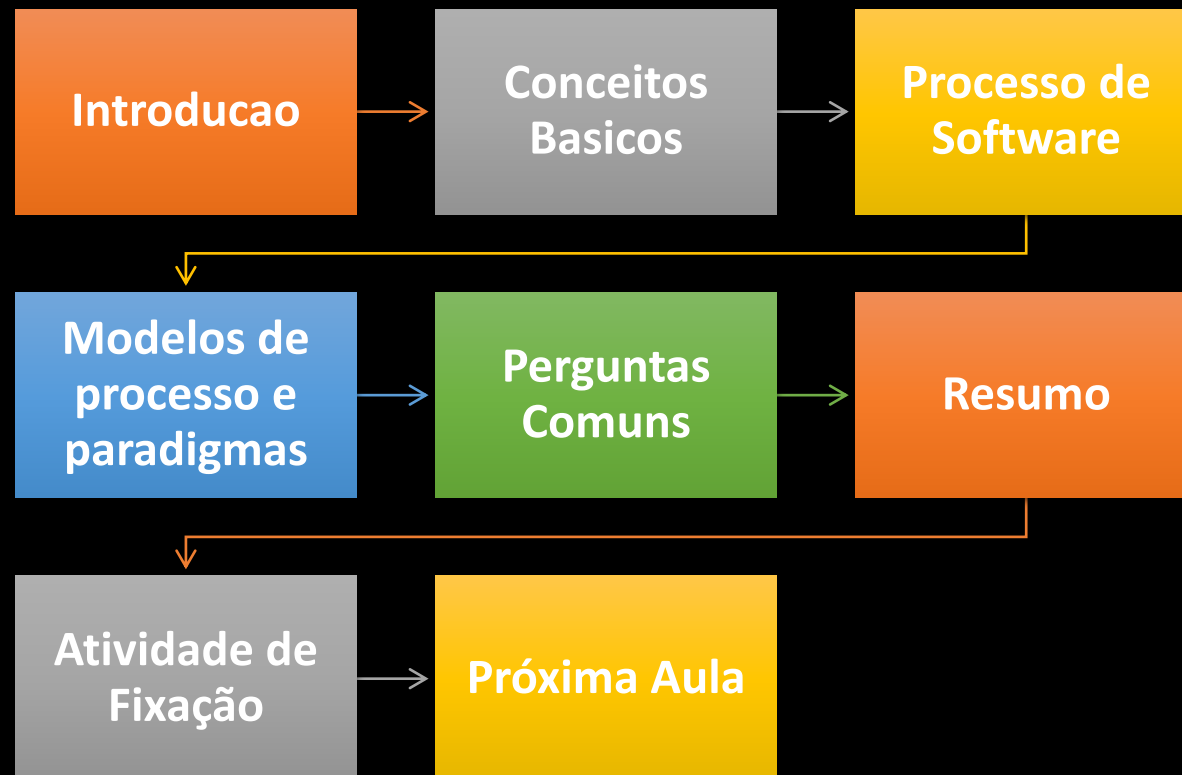 Introducao
Conceitos
Basicos
Processo de
Software
Modelos de
processo e
paradigmas
Perguntas
Comuns
Resumo
Atividade de
Fixação
Próxima Aula